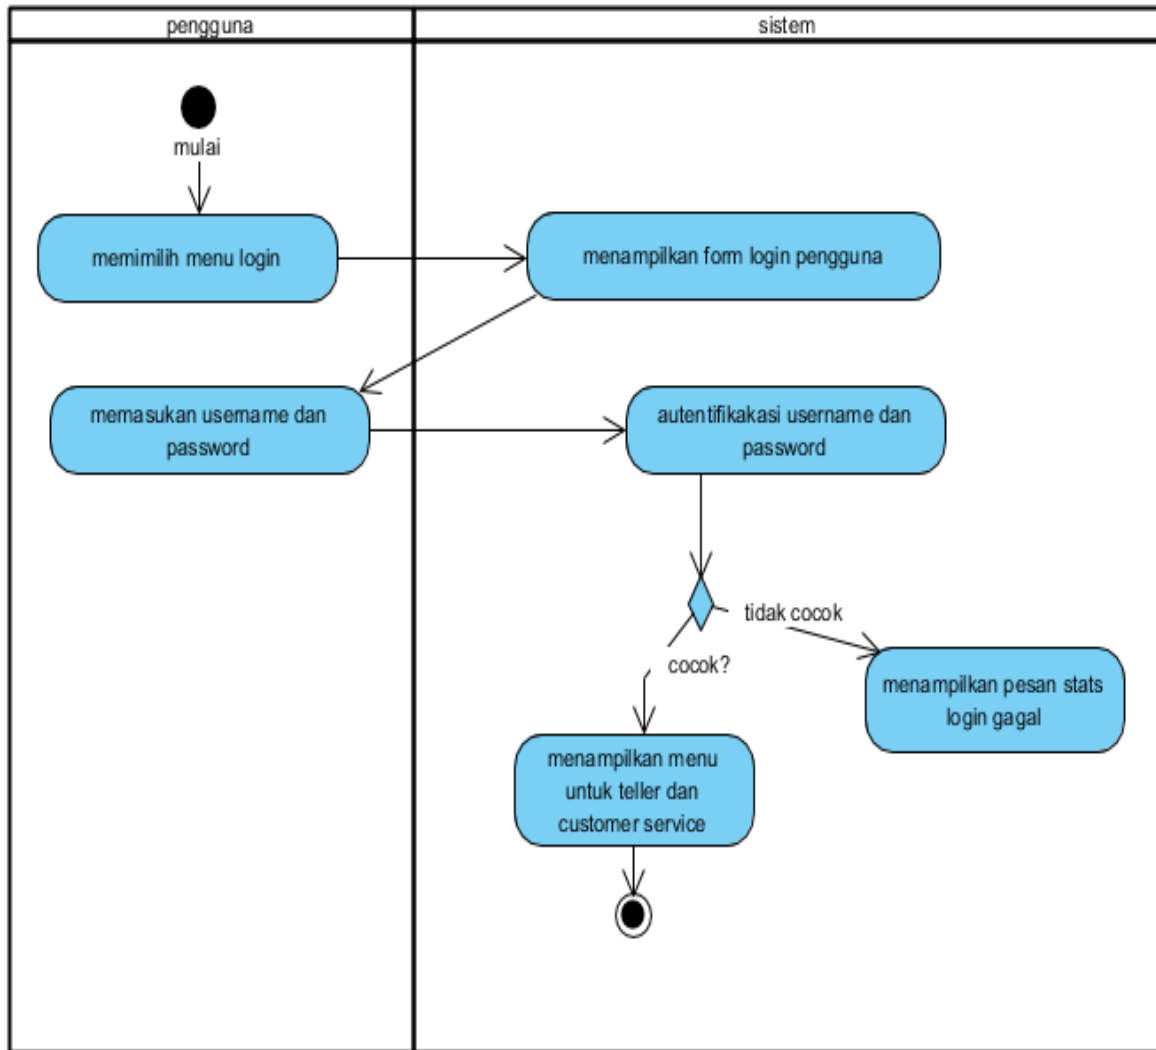 pengguna
sistem
mulai
memimilih menu login
menampilkan form login pengguna
memasukan username dan
password
autentifikakasi username dan
password
tidak cocok
cocok?
menampilkan pesan stats
login gagal
menampilkan menu
untuk teller dan
customer service